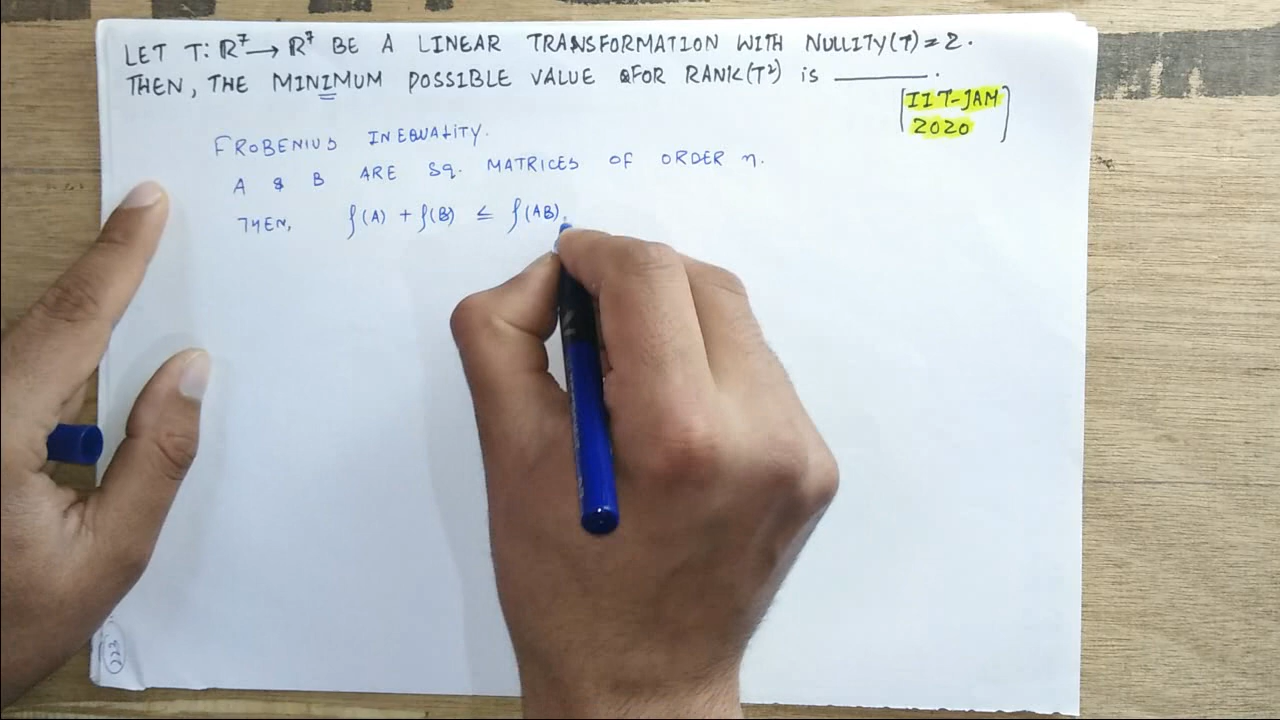 LET T: ℝ⁷ → ℝ⁷ BE A LINEAR TRANSFORMATION WITH NULLITY(T) = 2.
THEN, THE MINIMUM POSSIBLE VALUE FOR RANK(T²) is ______.
[IIT-JAM
2020]
FROBENIUS INEQUALITY.
A & B ARE Sq. MATRICES OF ORDER n.
THEN, ρ(A) + ρ(B) ≤ ρ(AB)